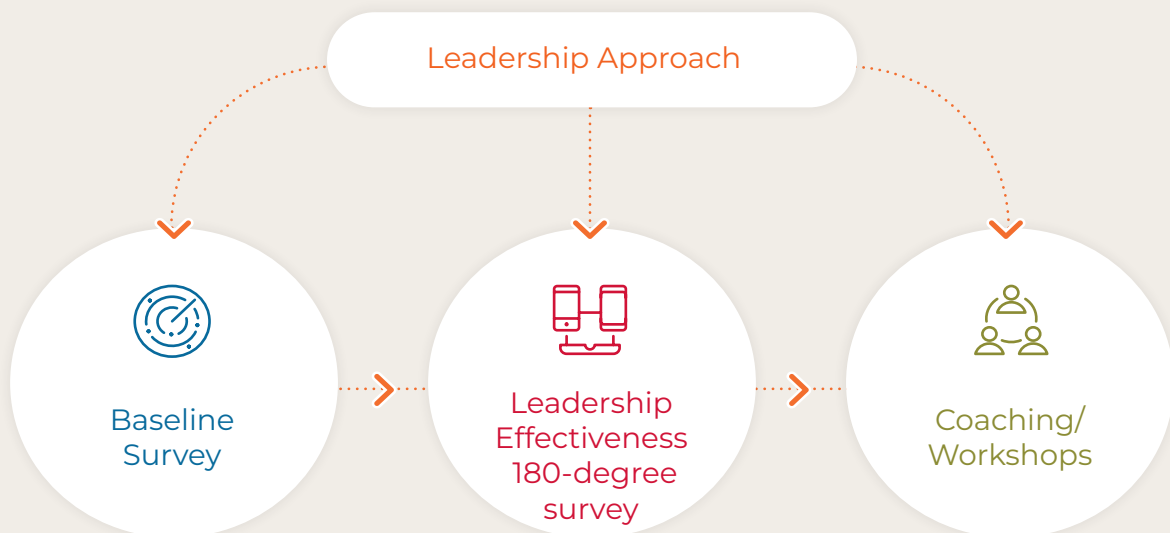 Leadership Approach
Baseline
Survey
Leadership
Effectiveness
180-degree
survey
Coaching/
Workshops